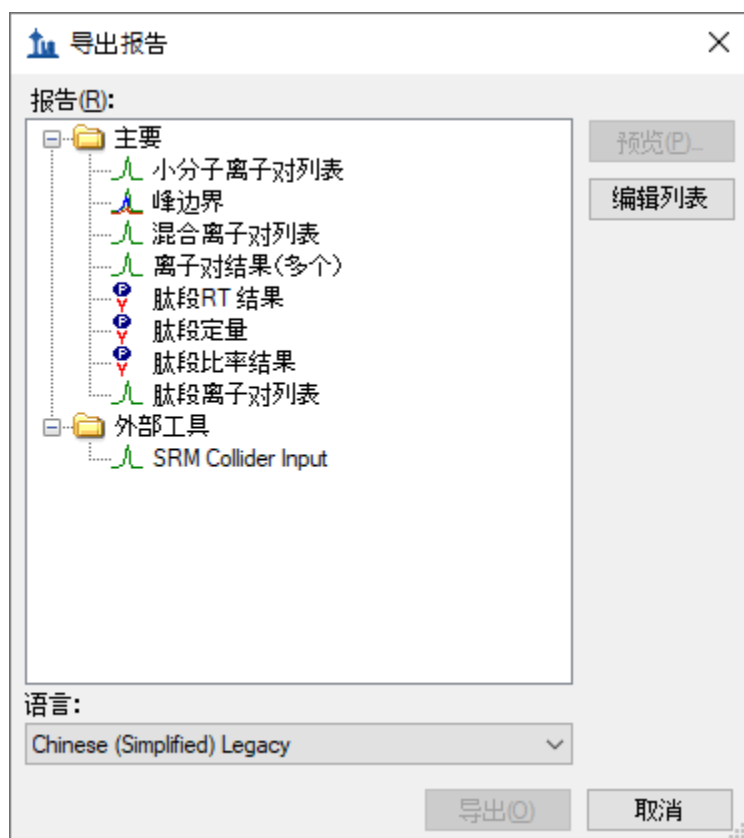 导出报告
报告(R):
主要
预览(P)...
小分子离子对列表
编辑列表
峰边界
混合离子对列表
离子对结果(多个)
肽段RT 结果
肽段定量
肽段比率结果
肽段离子对列表
外部工具
SRM Collider Input
语言:
Chinese (Simplified) Legacy
导出(O)
取消